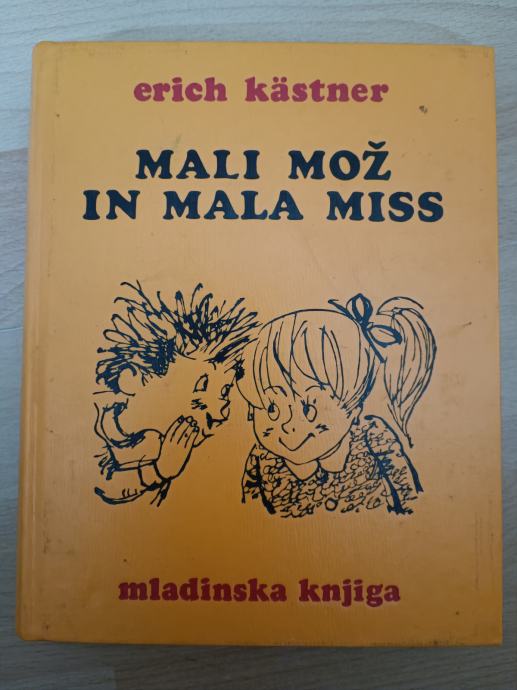 erich kästner
MALI MOŽ
IN MALA MISS
mladinska knjiga